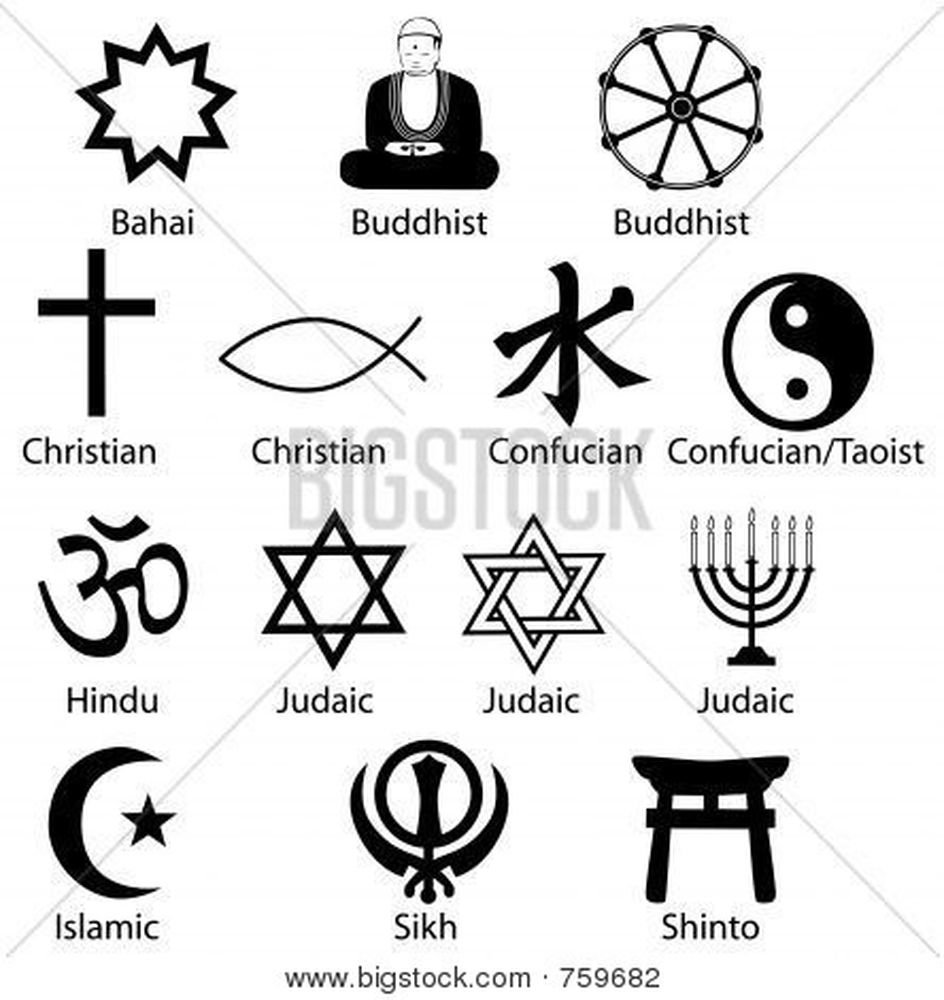 Bahai Buddhist Buddhist
Christian Christian Confucian Confucian/Taoist
BIGSTOCK
Hindu Judaic Judaic Judaic
Islamic Sikh Shinto
www.bigstock.com · 759682